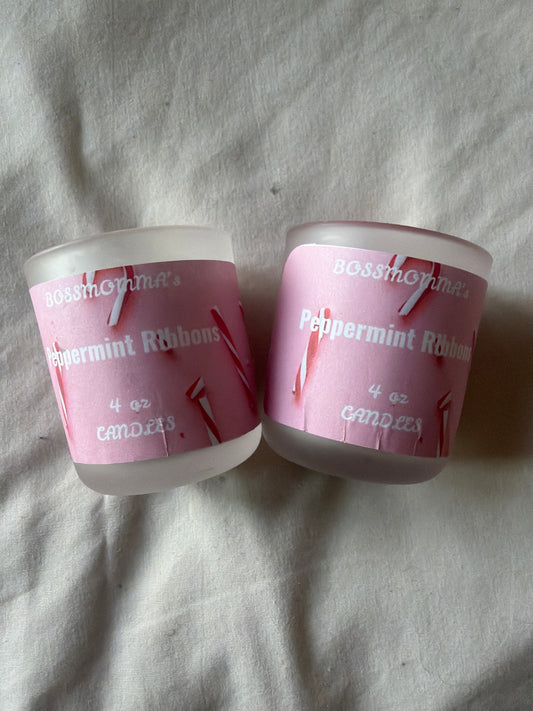 BOSSMOMMA's
Peppermint RIbbons
4 oz
CANDLES
BOSSMOMMA's
Peppermint RIbbons
4 oz
CANDLES